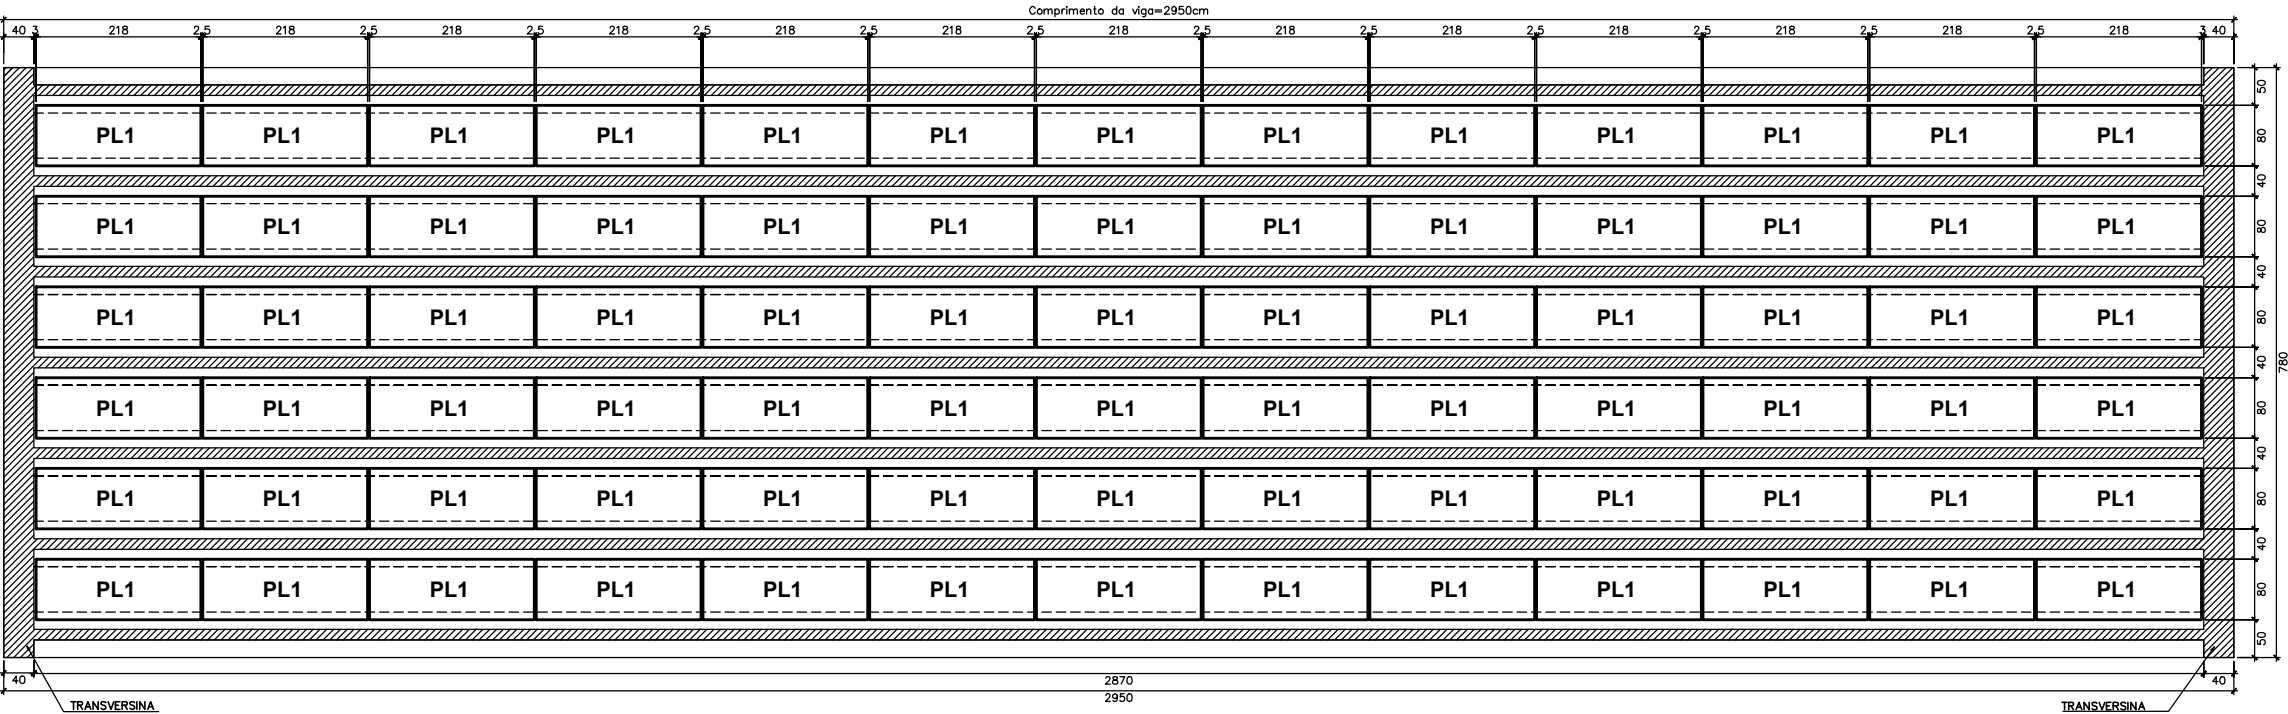 Comprimento da viga=2950cm
40 3 218 2,5 218 2,5 218 2,5 218 2,5 218 2,5 218 2,5 218 2,5 218 2,5 218 2,5 218 2,5 218 2,5 218 2,5 218 3 40
50
PL1 PL1 PL1 PL1 PL1 PL1 PL1 PL1 PL1 PL1 PL1 PL1 PL1 80
40
PL1 PL1 PL1 PL1 PL1 PL1 PL1 PL1 PL1 PL1 PL1 PL1 PL1 80
40
PL1 PL1 PL1 PL1 PL1 PL1 PL1 PL1 PL1 PL1 PL1 PL1 PL1 80
40 780
PL1 PL1 PL1 PL1 PL1 PL1 PL1 PL1 PL1 PL1 PL1 PL1 PL1 80
40
PL1 PL1 PL1 PL1 PL1 PL1 PL1 PL1 PL1 PL1 PL1 PL1 PL1 80
40
PL1 PL1 PL1 PL1 PL1 PL1 PL1 PL1 PL1 PL1 PL1 PL1 PL1 80
50
40 2870 40
2950
TRANSVERSINA TRANSVERSINA